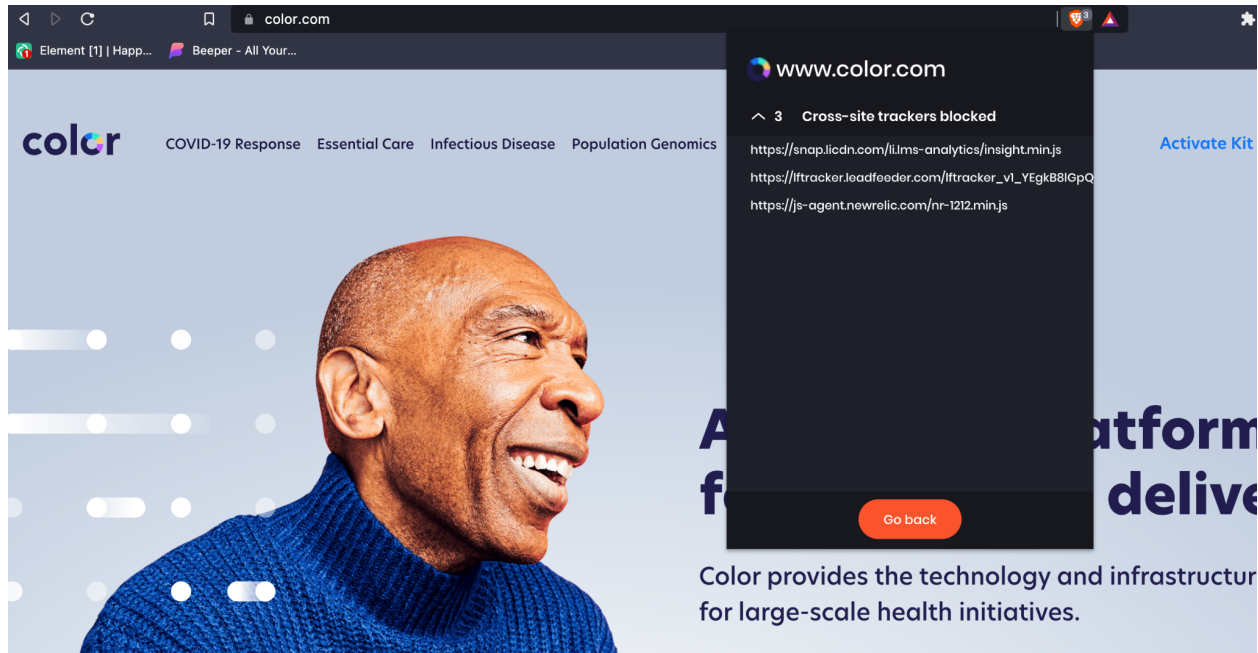 color.com
3
Element [1] | Happ...
Beeper - All Your...
www.color.com
3 Cross-site trackers blocked
https://snap.licdn.com/li.lms-analytics/insight.min.js
https://lftracker.leadfeeder.com/lftracker_v1_YEgkB8lGpQ
https://js-agent.newrelic.com/nr-1212.min.js
Go back
color
COVID-19 Response Essential Care Infectious Disease Population Genomics
Activate Kit
A atform
f delive
Color provides the technology and infrastructur
for large-scale health initiatives.